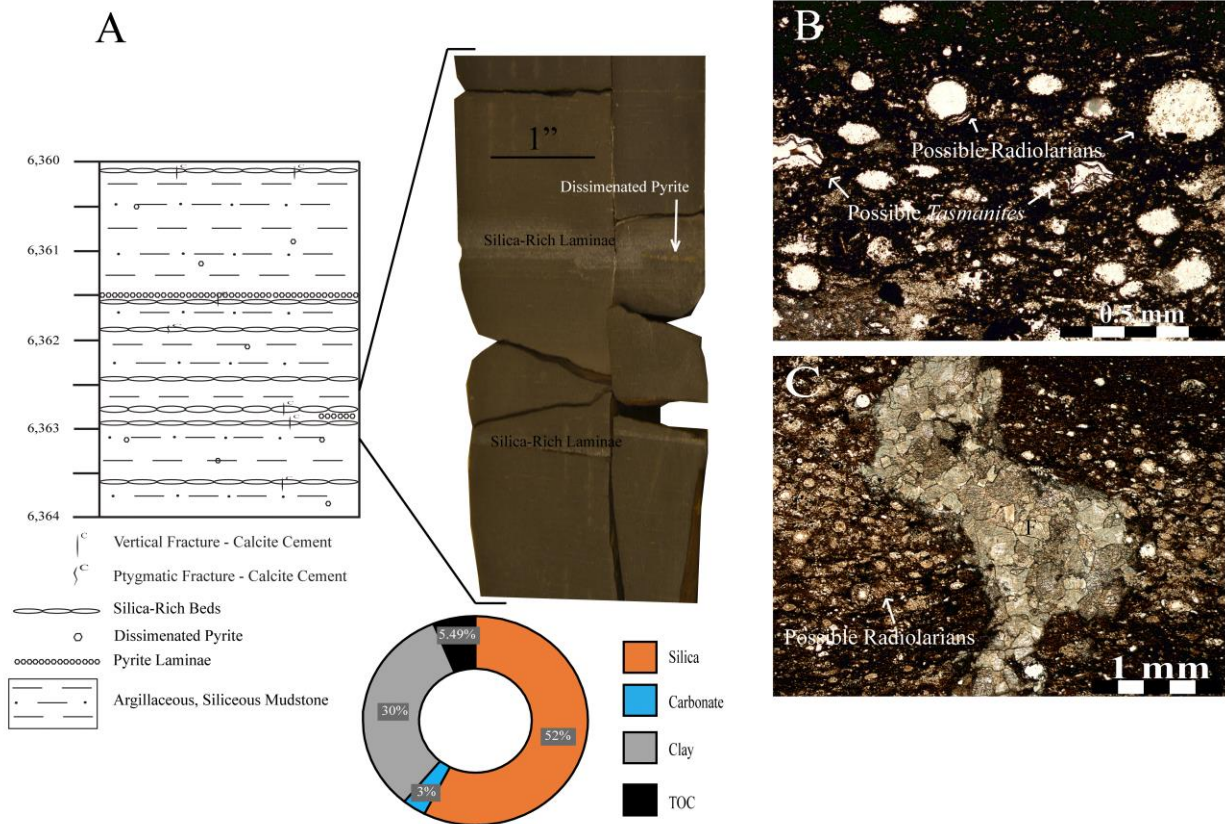 A
6,360
6,361
6,362
6,363
6,364
c
c
c
c
c
c
c
C Vertical Fracture - Calcite Cement
C Ptygmatic Fracture - Calcite Cement
Silica-Rich Beds
Dissimenated Pyrite
Pyrite Laminae
Argillaceous, Siliceous Mudstone
1”
Dissimenated Pyrite
Silica-Rich Laminae
Silica-Rich Laminae
5.49%
30%
52%
3%
Silica
Carbonate
Clay
TOC
B
Possible Radiolarians
Possible Tasmanites
0.5 mm
C
F
Possible Radiolarians
1 mm